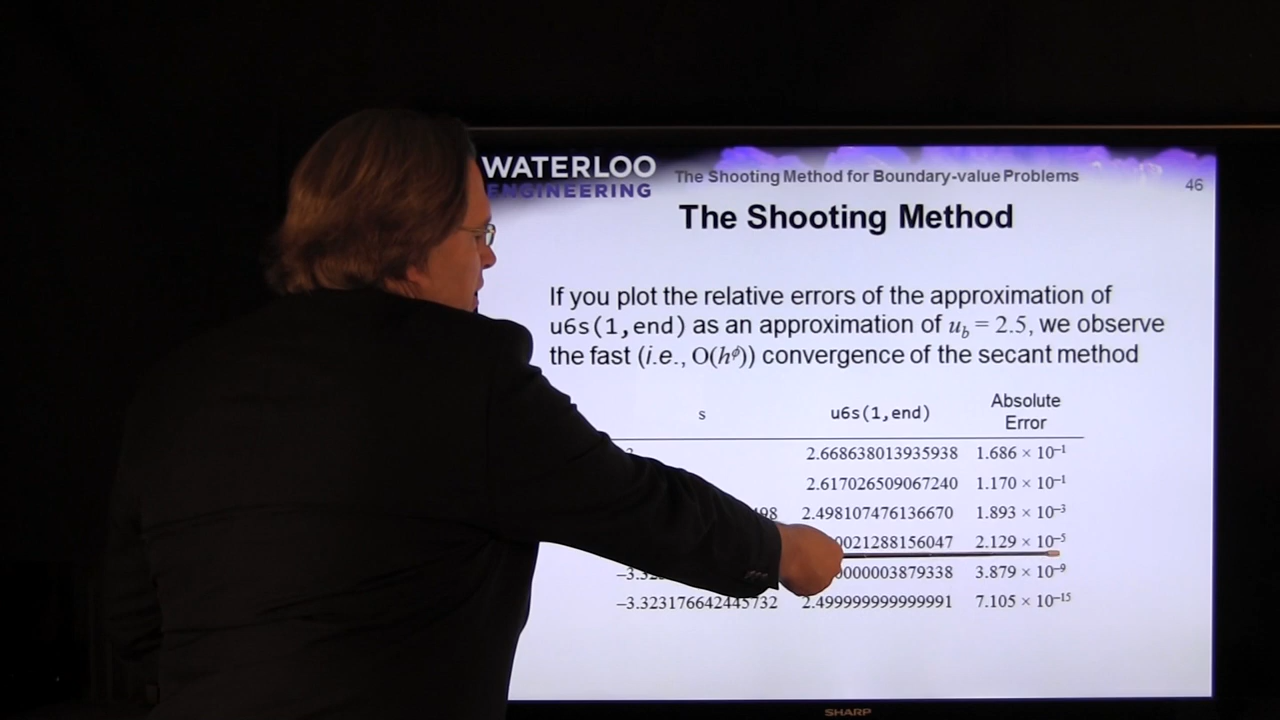 WATERLOO
ENGINEERING
The Shooting Method for Boundary-value Problems
46
The Shooting Method
If you plot the relative errors of the approximation of
u6s(1,end) as an approximation of u_b = 2.5, we observe
the fast (i.e., O(h^ϕ)) convergence of the secant method
s u6s(1,end) Absolute
Error
2.668638013935938 1.686 × 10⁻¹
2.617026509067240 1.170 × 10⁻¹
498 2.498107476136670 1.893 × 10⁻³
0021288156047 2.129 × 10⁻⁵
0000003879338 3.879 × 10⁻⁹
−3.323176642445732 2.499999999999991 7.105 × 10⁻¹⁵
SHARP